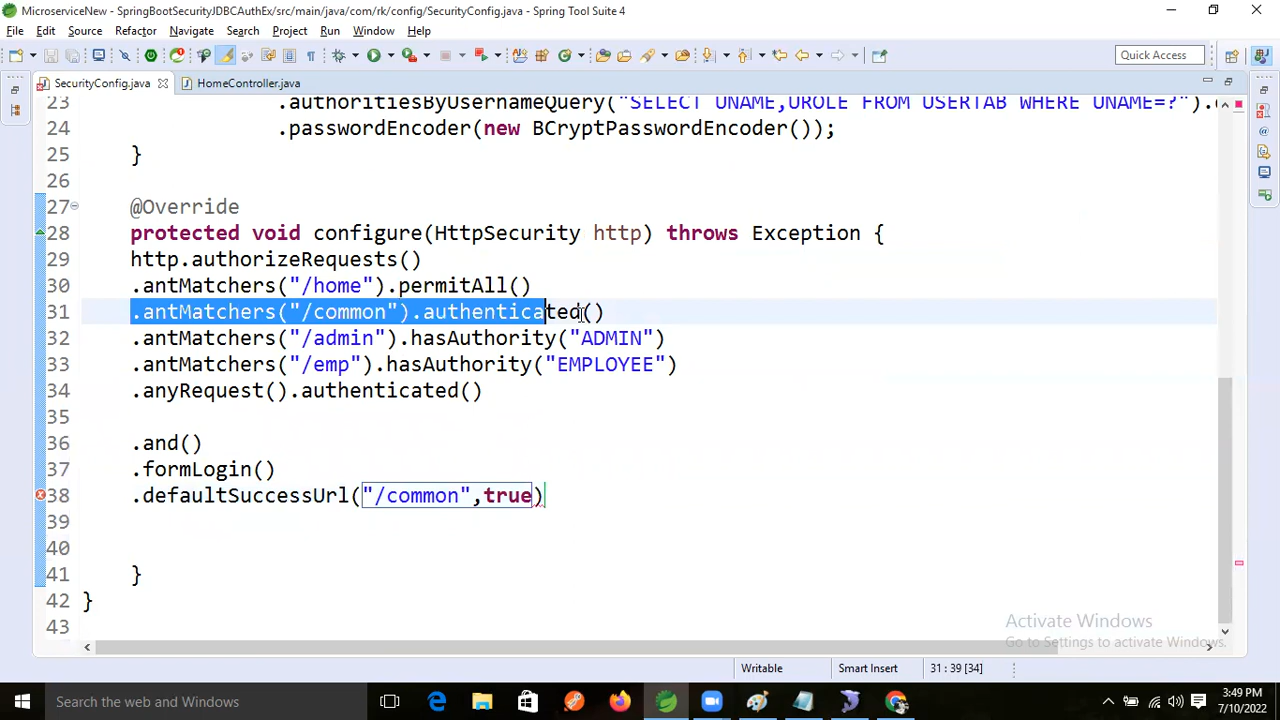 MicroserviceNew - SpringBootSecurityJDBCAuthEx/src/main/java/com/rk/config/SecurityConfig.java - Spring Tool Suite 4
File Edit Source Refactor Navigate Search Project Run Window Help
Quick Access
SecurityConfig.java HomeController.java
23 .authoritiesByUsernameQuery("SELECT UNAME,UROLE FROM USERTAB WHERE UNAME=?").
24 .passwordEncoder(new BCryptPasswordEncoder());
25 }
26
27 @Override
28 protected void configure(HttpSecurity http) throws Exception {
29 http.authorizeRequests()
30 .antMatchers("/home").permitAll()
31 .antMatchers("/common").authenticated()
32 .antMatchers("/admin").hasAuthority("ADMIN")
33 .antMatchers("/emp").hasAuthority("EMPLOYEE")
34 .anyRequest().authenticated()
35
36 .and()
37 .formLogin()
38 .defaultSuccessUrl("/common",true)
39
40
41 }
42 }
43
Activate Windows
Go to Settings to activate Windows.
Writable Smart Insert 31 : 39 [34]
Search the web and Windows
3:49 PM
7/10/2022